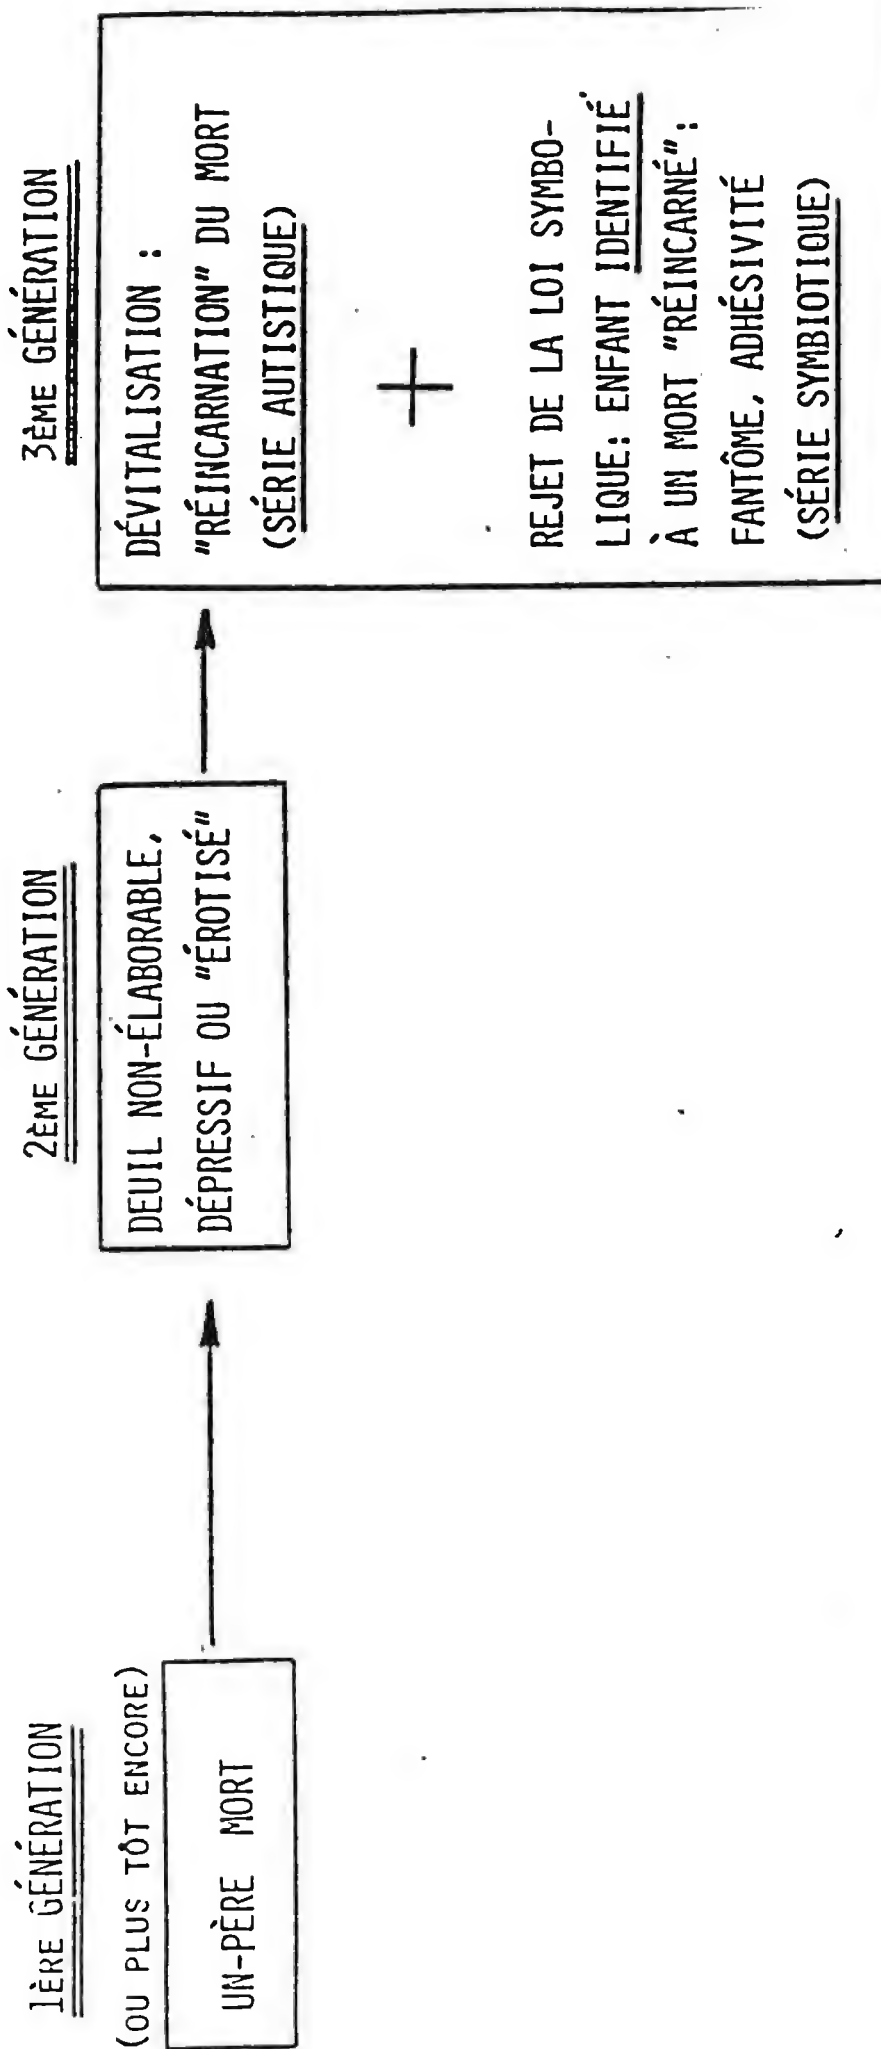 1ÈRE GÉNÉRATION
(OU PLUS TÔT ENCORE)
UN-PÈRE MORT
2ÈME GÉNÉRATION
DEUIL NON-ÉLABORABLE,
DÉPRESSIF OU "ÉROTISÉ"
3ÈME GÉNÉRATION
DÉVITALISATION :
"RÉINCARNATION" DU MORT
(SÉRIE AUTISTIQUE)
+
REJET DE LA LOI SYMBO-
LIQUE: ENFANT IDENTIFIÉ
À UN MORT "RÉINCARNÉ":
FANTÔME, ADHÉSIVITÉ
(SÉRIE SYMBIOTIQUE)